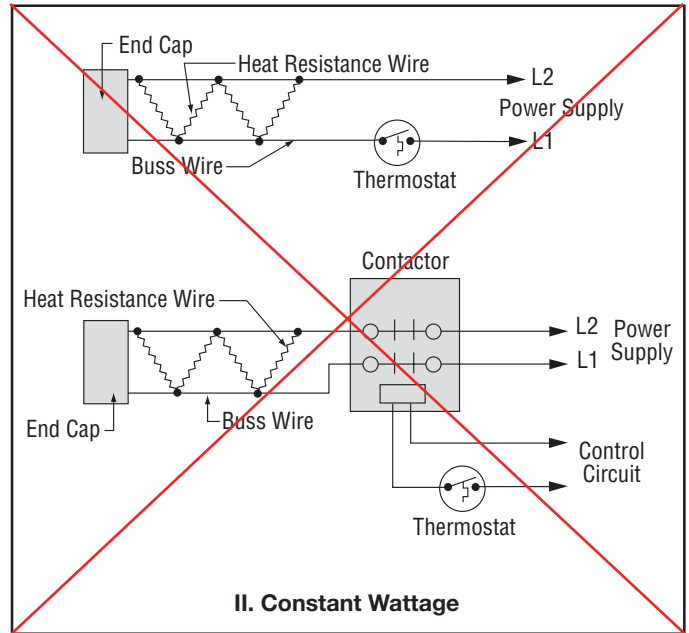 End Cap
Heat Resistance Wire
L2
Power Supply
L1
Buss Wire
Thermostat
Contactor
Heat Resistance Wire
L2
Power
Supply
L1
Buss Wire
End Cap
Control
Circuit
Thermostat
II. Constant Wattage